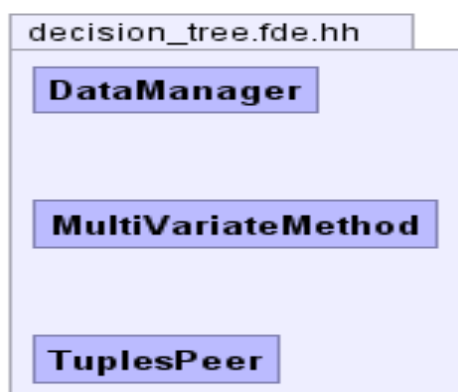 decision_tree.fde.hh
DataManager
MultiVariateMethod
TuplesPeer